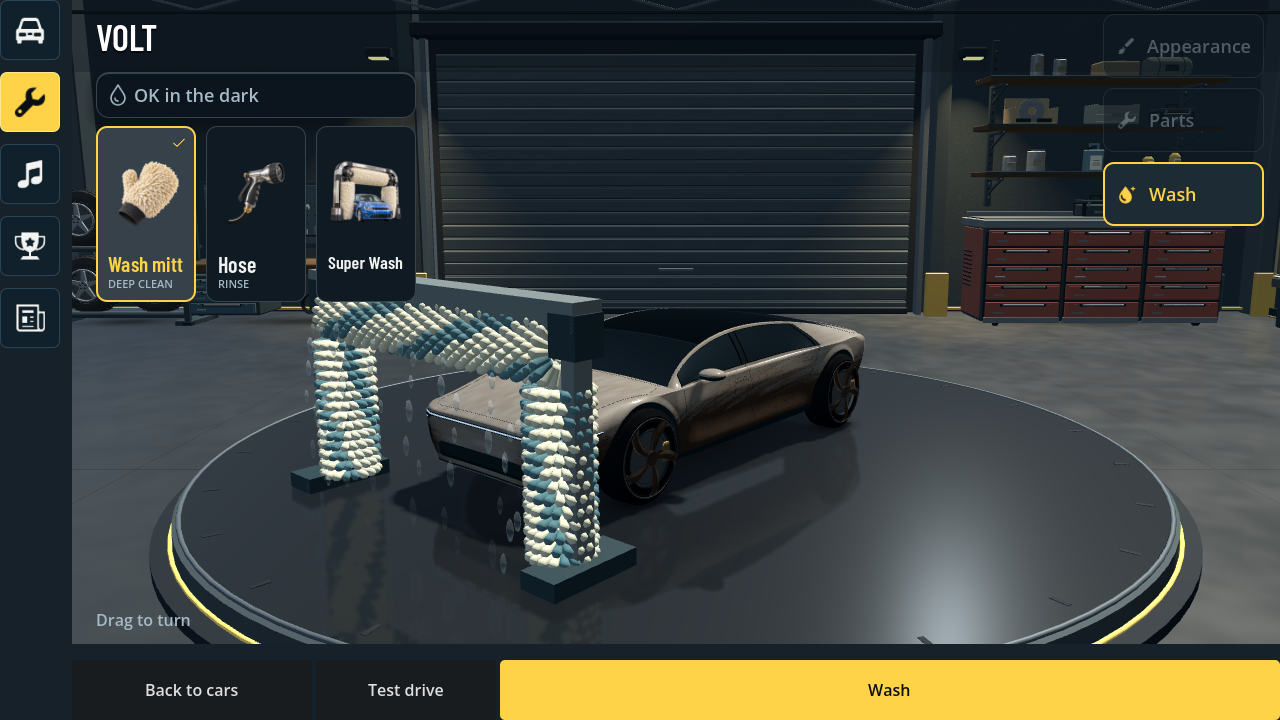 VOLT
OK in the dark
Wash mitt
DEEP CLEAN
Hose
RINSE
Super Wash
Appearance
Parts
Wash
Drag to turn
Back to cars
Test drive
Wash